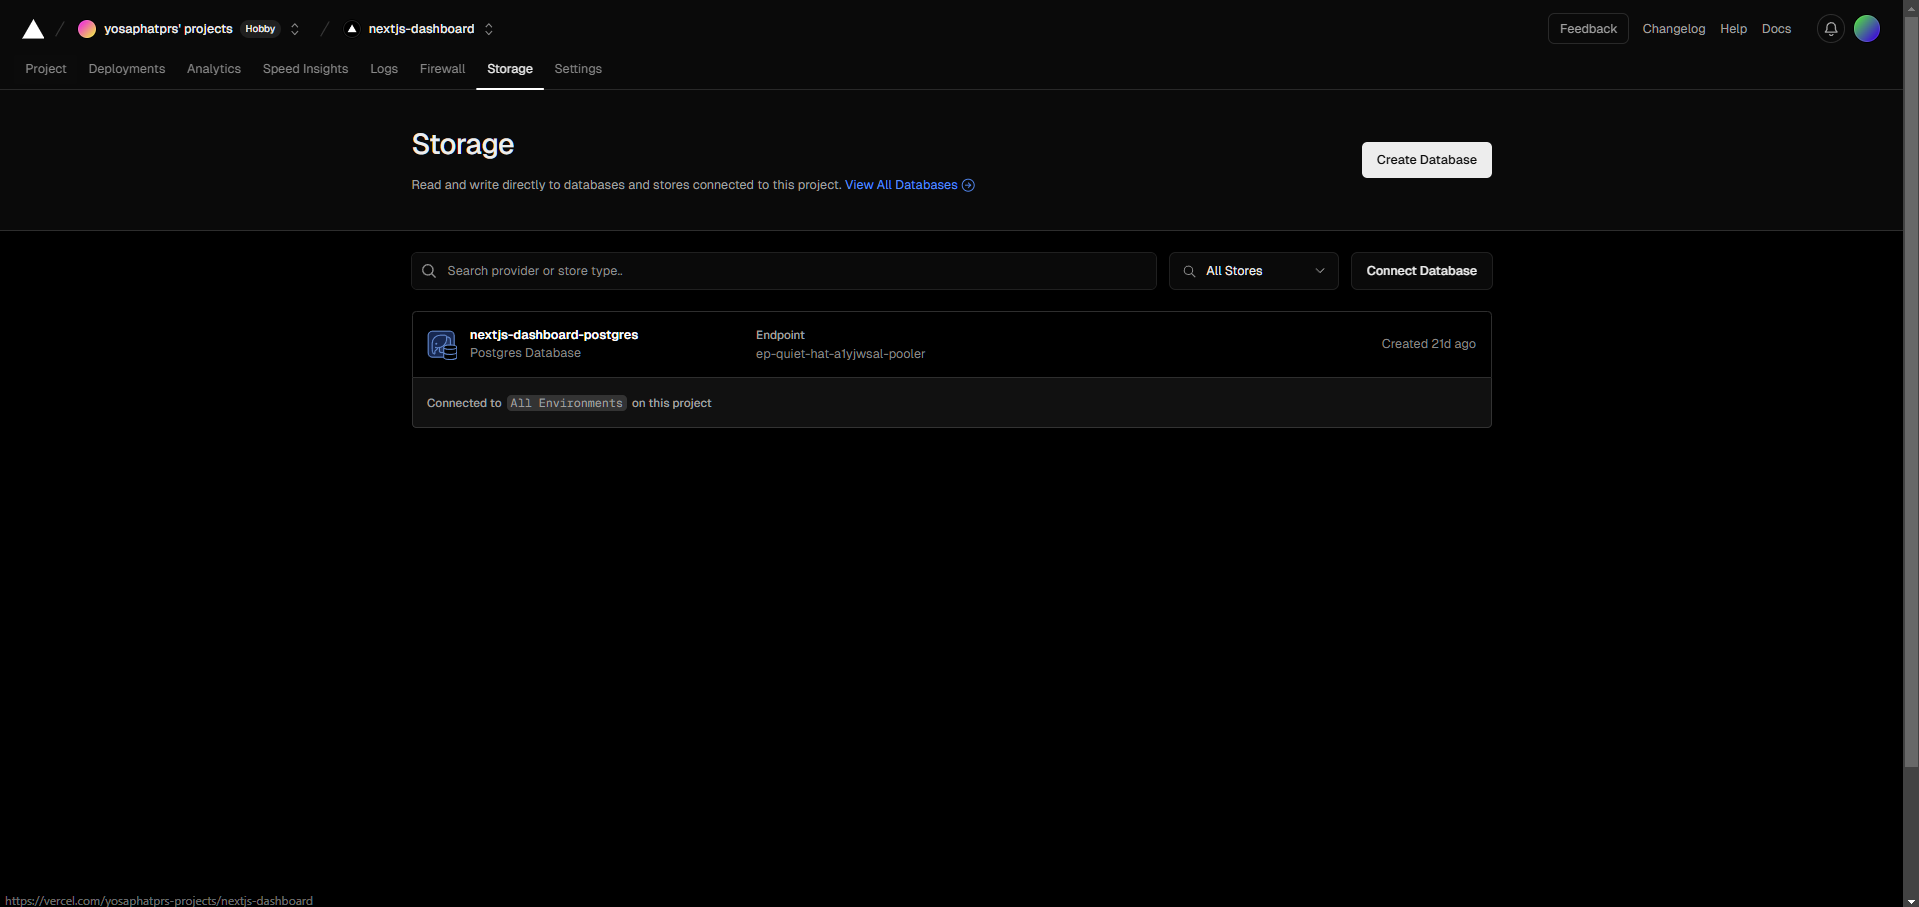 yosaphatprs' projects Hobby nextjs-dashboard Feedback Changelog Help Docs
Project Deployments Analytics Speed Insights Logs Firewall Storage Settings
Storage
Create Database
Read and write directly to databases and stores connected to this project. View All Databases
Search provider or store type.. All Stores Connect Database
nextjs-dashboard-postgres Endpoint
Postgres Database ep-quiet-hat-a1yjwsal-pooler Created 21d ago
Connected to All Environments on this project
https://vercel.com/yosaphatprs-projects/nextjs-dashboard